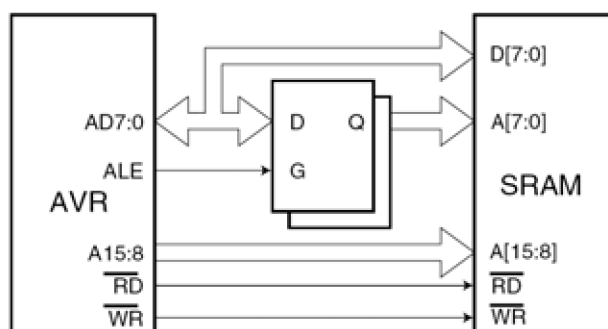 D[7:0]
AD7:0
D
Q
A[7:0]
ALE
G
AVR
SRAM
A15:8
A[15:8]
RD
RD
WR
WR